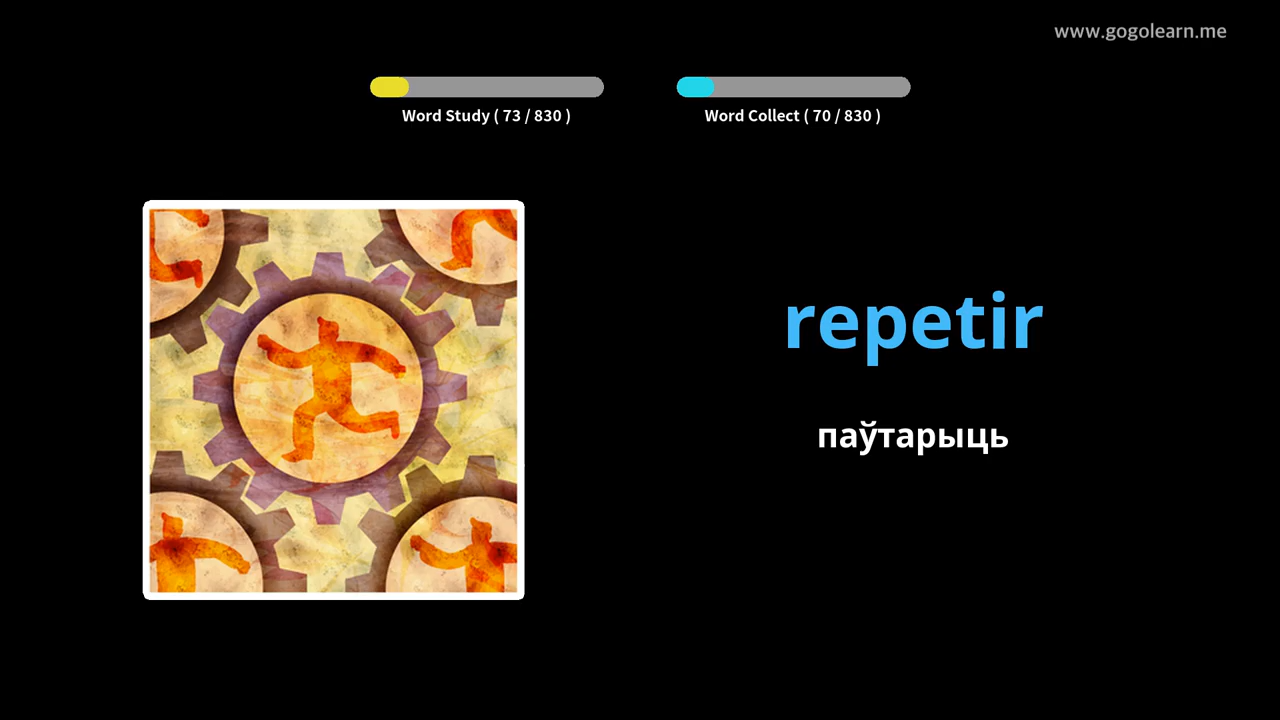 www.gogolearn.me
Word Study ( 73 / 830 )
Word Collect ( 70 / 830 )
repetir
паўтарыць